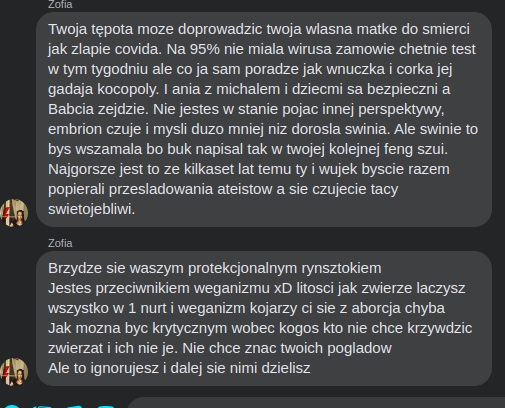 Zofia
Twoja tępota moze doprowadzic twoja wlasna matke do smierci
jak zlapie covida. Na 95% nie miala wirusa zamowie chetnie test
w tym tygodniu ale co ja sam poradze jak wnuczka i corka jej
gadaja kocopoly. I ania z michalem i dziecmi sa bezpieczni a
Babcia zejdzie. Nie jestes w stanie pojac innej perspektywy,
embrion czuje i mysli duzo mniej niz dorosla swinia. Ale swinie to
bys wszamala bo buk napisal tak w twojej kolejnej feng szui.
Najgorsze jest to ze kilkaset lat temu ty i wujek byscie razem
popierali przesladowania ateistow a sie czujecie tacy
swietojebliwi.
Zofia
Brzydze sie waszym protekcjonalnym rynsztokiem
Jestes przeciwnikiem weganizmu xD litosci jak zwierze laczysz
wszystko w 1 nurt i weganizm kojarzy ci sie z aborcja chyba
Jak mozna byc krytycznym wobec kogos kto nie chce krzywdzic
zwierzat i ich nie je. Nie chce znac twoich pogladow
Ale to ignorujesz i dalej sie nimi dzielisz